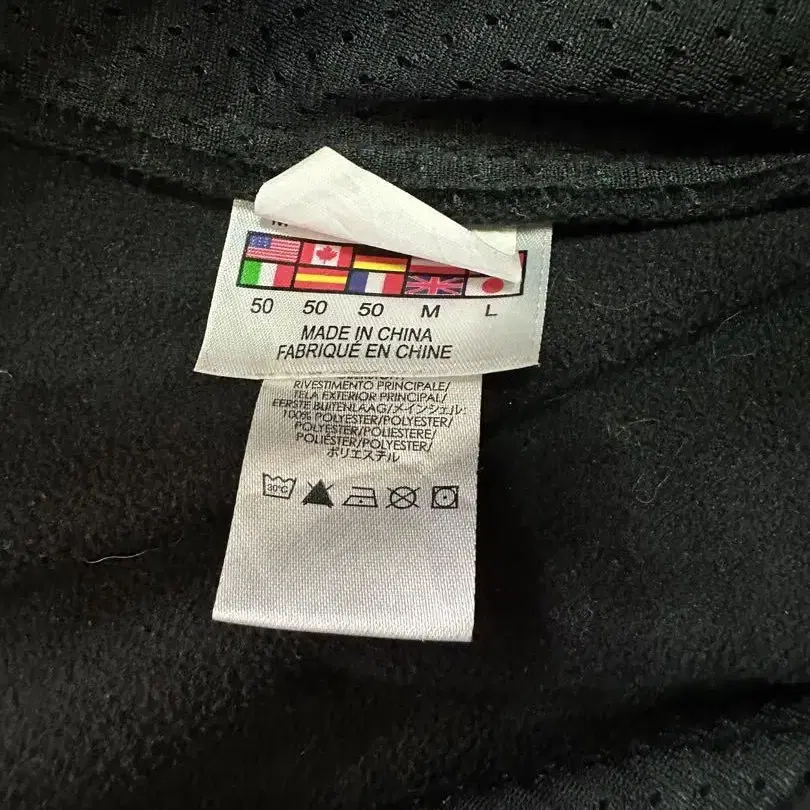 50 50 50 M L
MADE IN CHINA
FABRIQUÉ EN CHINE
RIVESTIMENTO PRINCIPALE/
TELA EXTERIOR PRINCIPAL/
EERSTE BUITENLAAG/メインシェル:
100% POLYESTER/POLYESTER/
POLYESTER/POLIESTERE/
POLIÉSTER/POLYESTER/
ポリエステル
30°C